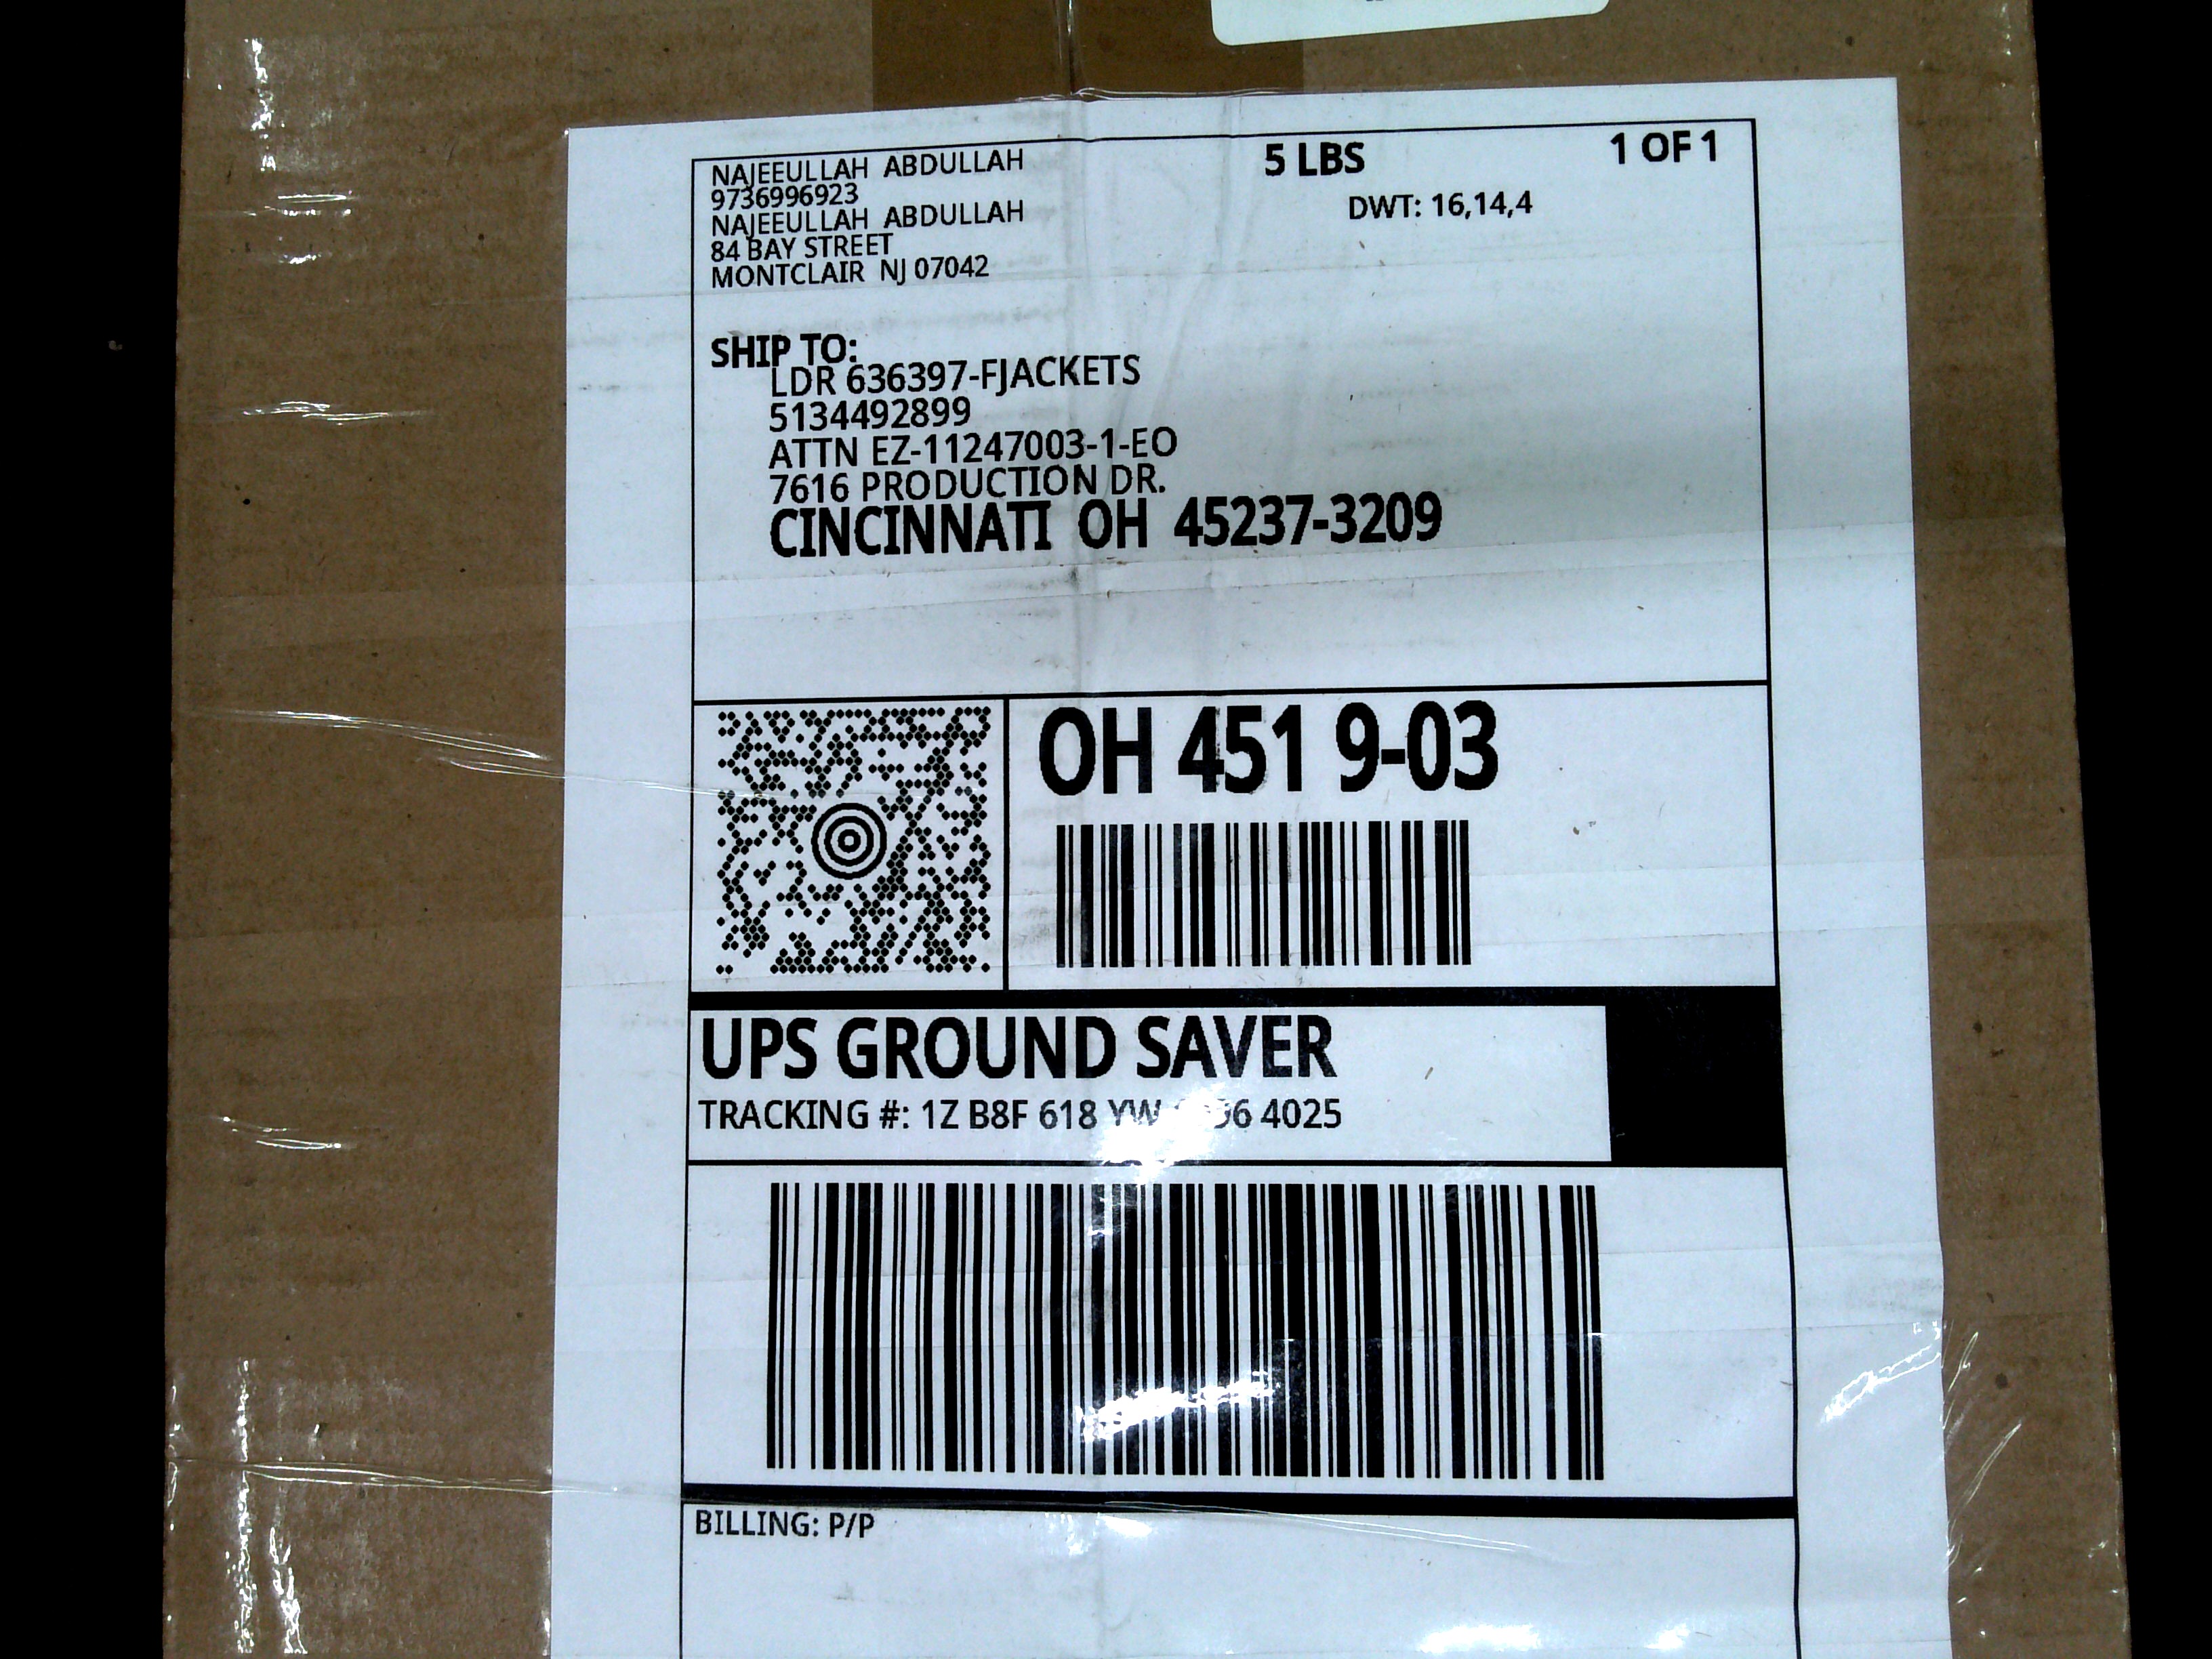 NAJEEULLAH ABDULLAH
9736996923
NAJEEULLAH ABDULLAH
84 BAY STREET
MONTCLAIR NJ 07042
5 LBS
1 OF 1
DWT: 16,14,4
SHIP TO:
LDR 636397-FJACKETS
5134492899
ATTN EZ-11247003-1-EO
7616 PRODUCTION DR.
CINCINNATI OH 45237-3209
OH 451 9-03
UPS GROUND SAVER
TRACKING #: 1Z B8F 618 YW 4025
BILLING: P/P